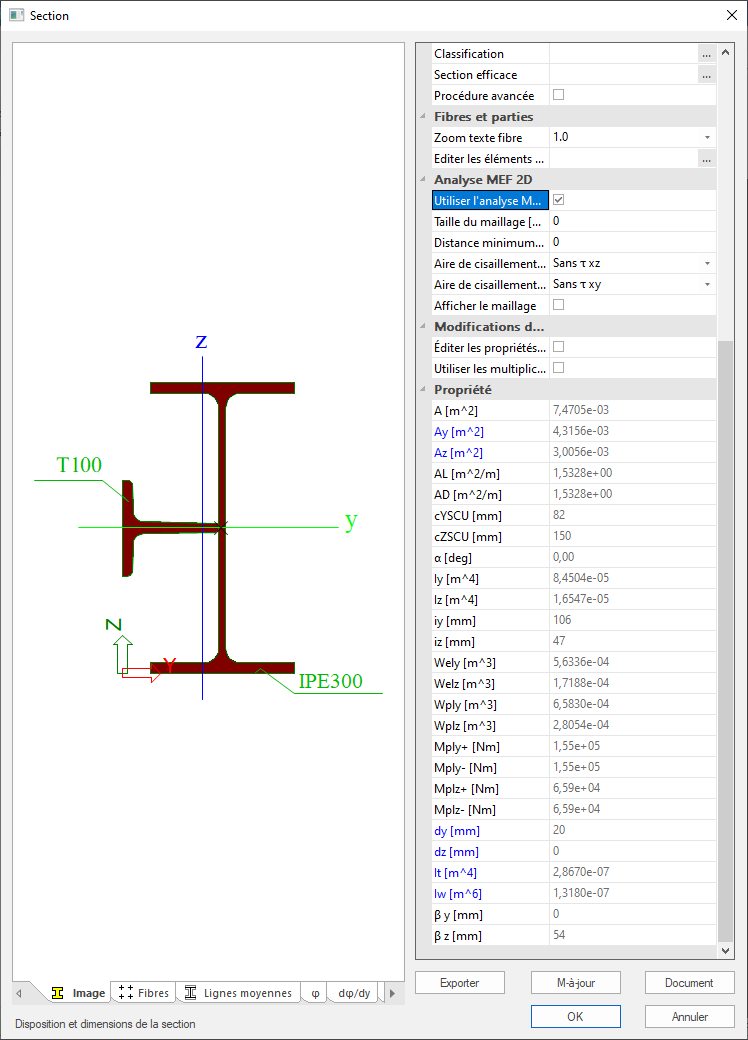 Section
z
T100
y
Z
Y
IPE300
Image
Fibres
Lignes moyennes
φ
dφ/dy
Disposition et dimensions de la section
Classification ...
Section efficace ...
Procédure avancée
Fibres et parties
Zoom texte fibre 1.0
Editer les éléments ... ...
Analyse MEF 2D
Utiliser l'analyse M...
Taille du maillage [... 0
Distance minimum... 0
Aire de cisaillement... Sans τ xz
Aire de cisaillement... Sans τ xy
Afficher le maillage
Modifications d...
Éditer les propriétés...
Utiliser les multiplic...
Propriété
A [m^2] 7,4705e-03
Ay [m^2] 4,3156e-03
Az [m^2] 3,0056e-03
AL [m^2/m] 1,5328e+00
AD [m^2/m] 1,5328e+00
cYSCU [mm] 82
cZSCU [mm] 150
α [deg] 0,00
Iy [m^4] 8,4504e-05
Iz [m^4] 1,6547e-05
iy [mm] 106
iz [mm] 47
Wely [m^3] 5,6336e-04
Welz [m^3] 1,7188e-04
Wply [m^3] 6,5830e-04
Wplz [m^3] 2,8054e-04
Mply+ [Nm] 1,55e+05
Mply- [Nm] 1,55e+05
Mplz+ [Nm] 6,59e+04
Mplz- [Nm] 6,59e+04
dy [mm] 20
dz [mm] 0
It [m^4] 2,8670e-07
Iw [m^6] 1,3180e-07
β y [mm] 0
β z [mm] 54
Exporter
M-à-jour
Document
OK
Annuler